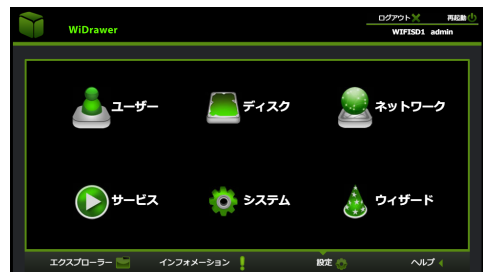 ログアウト 再起動
WiDrawer
WIFISD1 admin
ユーザー ディスク ネットワーク
サービス システム ウィザード
エクスプローラー インフォメーション 設定 ヘルプ